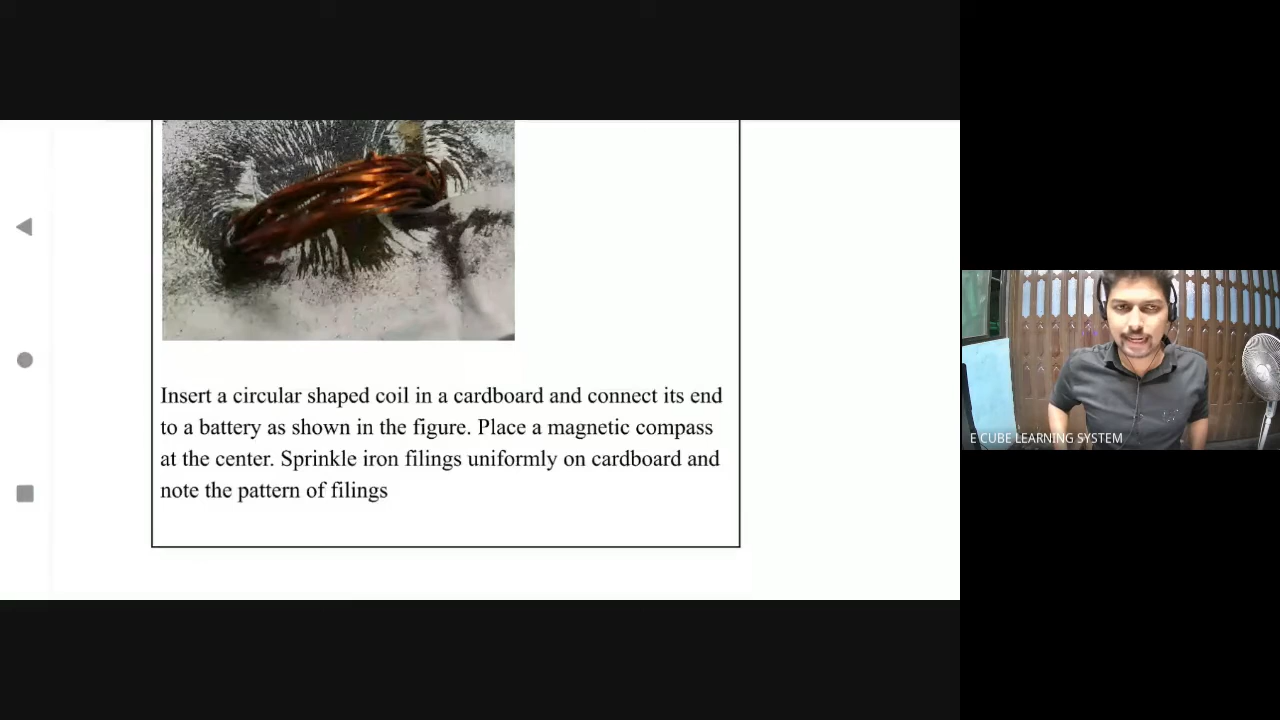 Insert a circular shaped coil in a cardboard and connect its end
to a battery as shown in the figure. Place a magnetic compass
at the center. Sprinkle iron filings uniformly on cardboard and
note the pattern of filings
E CUBE LEARNING SYSTEM